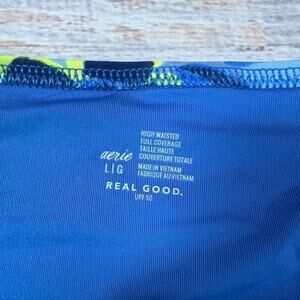 HIGH WAISTED
FULL COVERAGE
TAILLE HAUTE
COUVERTURE TOTALE
aerie
L | G
MADE IN VIETNAM
FABRIQUÉ AU VIETNAM
REAL GOOD.
UPF 50